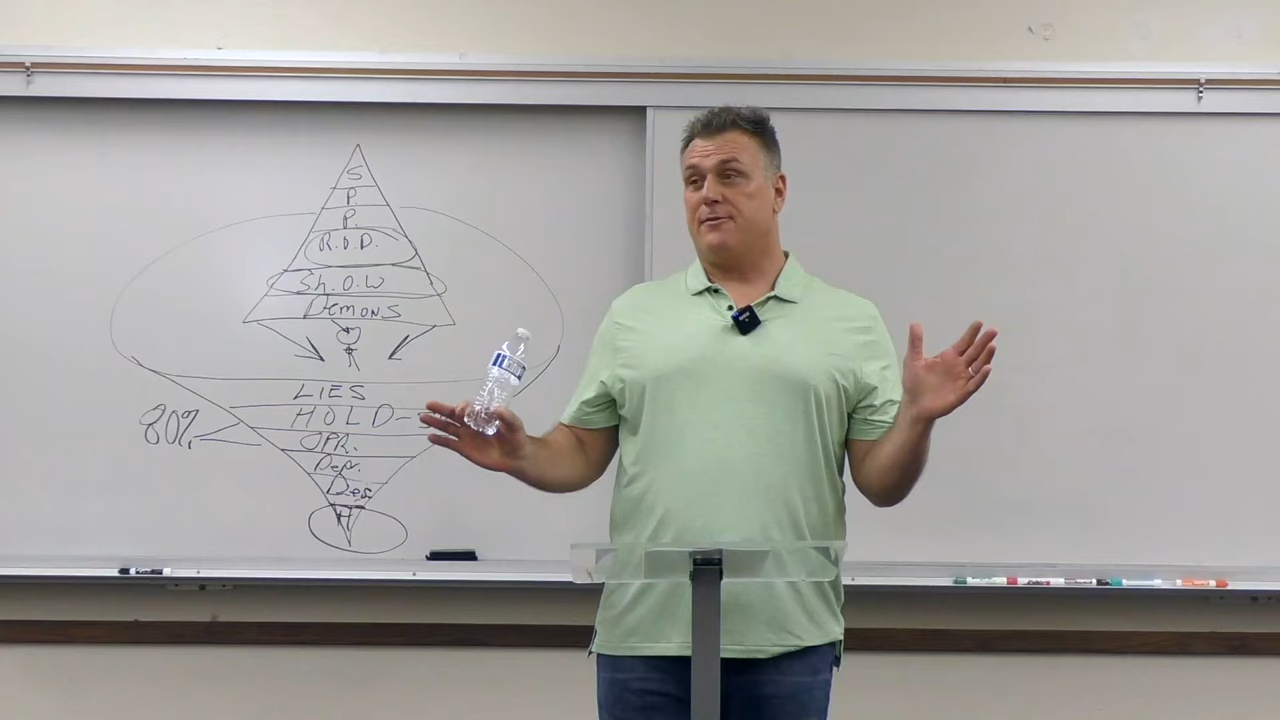 S
P
P.
R.O.D.
Sh.O.W
Demons
LIES
HOLD-
80%
OPR.
Dep.
Des
H